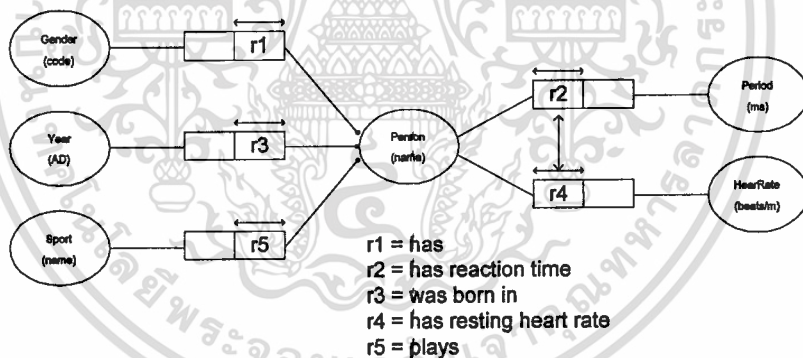 Gender
(code)
r1
Year
(AD)
r3
Sport
(name)
r5
Person
(name)
r2
Period
(ms)
r4
HearRate
(beats/m)
r1 = has
r2 = has reaction time
r3 = was born in
r4 = has resting heart rate
r5 = plays